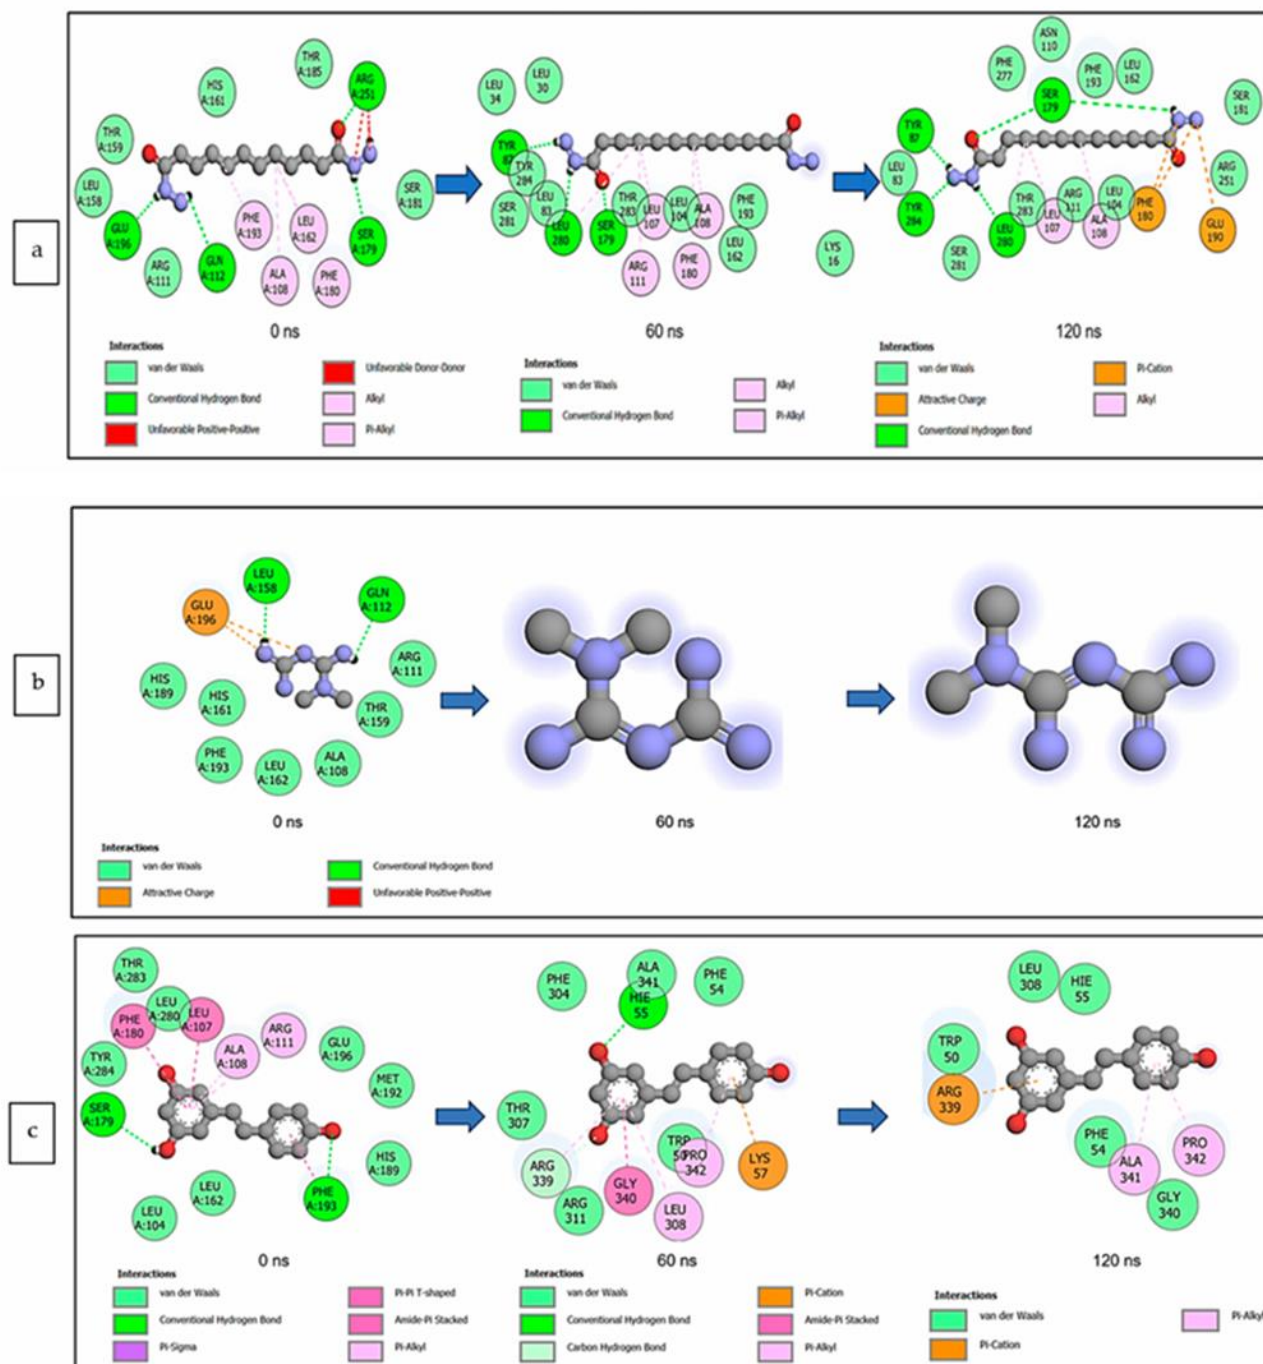 a
THR
A:185
HIS
A:161
ARG
A:251
THR
A:159
LEU
A:158
GLU
A:196
ARG
A:111
GLN
A:112
PHE
A:193
LEU
A:162
ALA
A:108
PHE
A:180
SER
A:179
0 ns
Interactions
van der Waals
Conventional Hydrogen Bond
Unfavorable Positive-Positive
Unfavorable Donor-Donor
Alkyl
Pi-Alkyl
LEU
34
LEU
30
TYR
87
TYR
284
SER
281
LEU
83
LEU
280
SER
179
THR
283
LEU
107
LEU
104
ALA
108
PHE
193
LEU
162
ARG
111
PHE
180
SER
A:181
LYS
16
60 ns
Interactions
van der Waals
Conventional Hydrogen Bond
Alkyl
Pi-Alkyl
ASN
110
PHE
277
PHE
193
LEU
162
SER
179
SER
181
TYR
87
LEU
83
TYR
284
SER
281
LEU
280
THR
283
LEU
107
ARG
111
ALA
108
LEU
104
PHE
180
ARG
251
GLU
190
120 ns
Interactions
van der Waals
Attractive Charge
Conventional Hydrogen Bond
Pi-Cation
Alkyl
b
LEU
A:158
GLU
A:196
GLN
A:112
ARG
A:111
HIS
A:189
HIS
A:161
THR
A:159
PHE
A:193
LEU
A:162
ALA
A:108
0 ns
60 ns
120 ns
Interactions
van der Waals
Attractive Charge
Conventional Hydrogen Bond
Unfavorable Positive-Positive
c
THR
A:283
LEU
A:280
PHE
A:180
LEU
A:107
ALA
A:108
ARG
A:111
GLU
A:196
TYR
A:284
MET
A:192
SER
A:179
HIS
A:189
LEU
A:162
PHE
A:193
LEU
A:104
0 ns
Interactions
van der Waals
Conventional Hydrogen Bond
Pi-Sigma
Pi-Pi T-shaped
Amide-Pi Stacked
Pi-Alkyl
PHE
304
ALA
341
HIE
55
PHE
54
THR
307
ARG
339
ARG
311
GLY
340
TRP
50
PRO
342
LEU
308
LYS
57
60 ns
Interactions
van der Waals
Conventional Hydrogen Bond
Carbon Hydrogen Bond
Pi-Cation
Amide-Pi Stacked
Pi-Alkyl
LEU
308
HIE
55
TRP
50
ARG
339
PHE
54
ALA
341
PRO
342
GLY
340
120 ns
Interactions
van der Waals
Pi-Cation
Pi-Alkyl